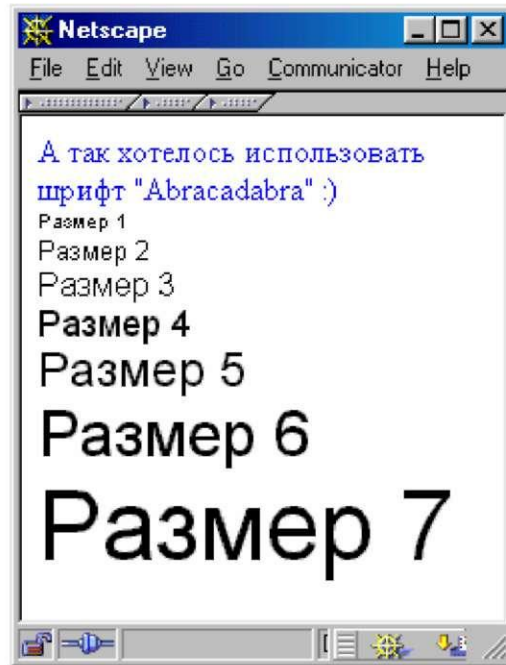 Netscape
File Edit View Go Communicator Help
А так хотелось использовать
шрифт "Abracadabra" :)
Размер 1
Размер 2
Размер 3
Размер 4
Размер 5
Размер 6
Размер 7